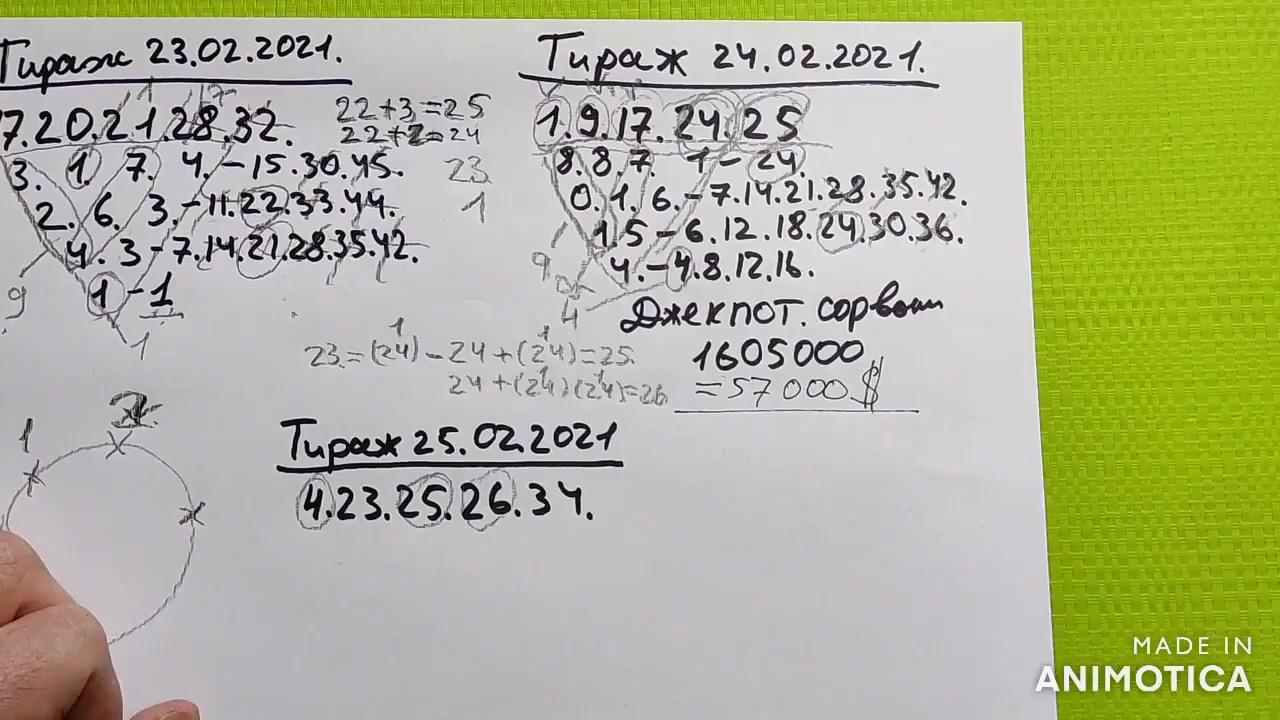 Тираж 23.02.2021.
7.20.21.28.32.
3. 1 7. 4. - 15.30.45.
2. 6. 3. - 11.22.33.44.
4. 3 - 7.14.21.28.35.42.
1 - 1
1
9
22+3=25
22+2=24
23
1
Тираж 24.02.2021.
1.9.17.24.25
8.8.7. 1 - 24.
0.1.6. - 7.14.21.28.35.42.
1.5 - 6.12.18.24.30.36.
4. - 4.8.12.16.
9
4
Джекпот. сорвали
1605000
=57000$
23=(24)-24+(24)=25.
24+(24)(24)=26
Тираж 25.02.2021
4.23.25.26.34.
1
MADE IN
ANIMOTICA